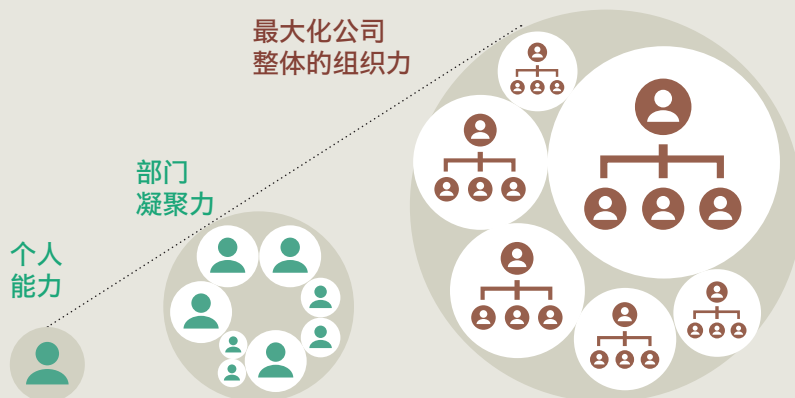 最大化公司
整体的组织力
部门
凝聚力
个人
能力